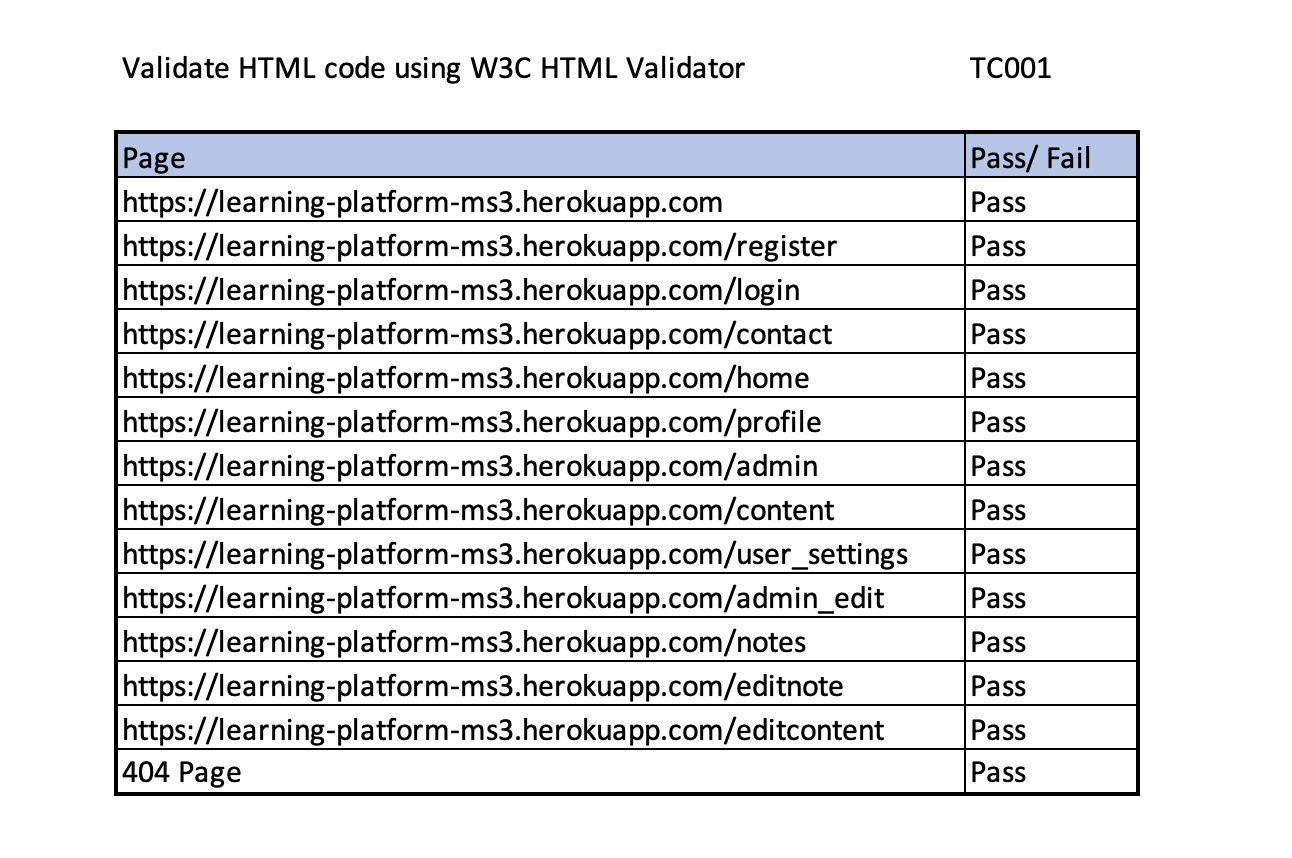 Validate HTML code using W3C HTML Validator TC001
Page Pass/ Fail
https://learning-platform-ms3.herokuapp.com Pass
https://learning-platform-ms3.herokuapp.com/register Pass
https://learning-platform-ms3.herokuapp.com/login Pass
https://learning-platform-ms3.herokuapp.com/contact Pass
https://learning-platform-ms3.herokuapp.com/home Pass
https://learning-platform-ms3.herokuapp.com/profile Pass
https://learning-platform-ms3.herokuapp.com/admin Pass
https://learning-platform-ms3.herokuapp.com/content Pass
https://learning-platform-ms3.herokuapp.com/user_settings Pass
https://learning-platform-ms3.herokuapp.com/admin_edit Pass
https://learning-platform-ms3.herokuapp.com/notes Pass
https://learning-platform-ms3.herokuapp.com/editnote Pass
https://learning-platform-ms3.herokuapp.com/editcontent Pass
404 Page Pass